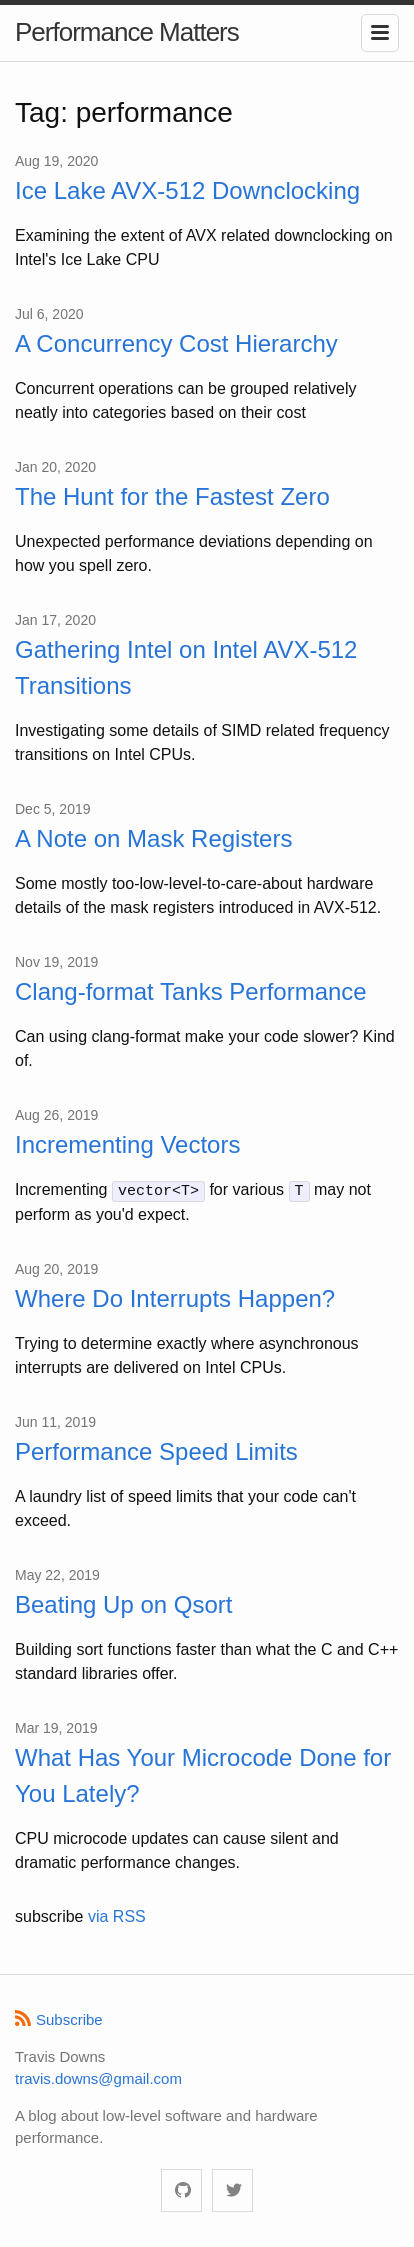 Performance Matters
Tag: performance
Aug 19, 2020
Ice Lake AVX-512 Downclocking
Examining the extent of AVX related downclocking on
Intel's Ice Lake CPU
Jul 6, 2020
A Concurrency Cost Hierarchy
Concurrent operations can be grouped relatively
neatly into categories based on their cost
Jan 20, 2020
The Hunt for the Fastest Zero
Unexpected performance deviations depending on
how you spell zero.
Jan 17, 2020
Gathering Intel on Intel AVX-512
Transitions
Investigating some details of SIMD related frequency
transitions on Intel CPUs.
Dec 5, 2019
A Note on Mask Registers
Some mostly too-low-level-to-care-about hardware
details of the mask registers introduced in AVX-512.
Nov 19, 2019
Clang-format Tanks Performance
Can using clang-format make your code slower? Kind
of.
Aug 26, 2019
Incrementing Vectors
Incrementing vector<T> for various T may not
perform as you'd expect.
Aug 20, 2019
Where Do Interrupts Happen?
Trying to determine exactly where asynchronous
interrupts are delivered on Intel CPUs.
Jun 11, 2019
Performance Speed Limits
A laundry list of speed limits that your code can't
exceed.
May 22, 2019
Beating Up on Qsort
Building sort functions faster than what the C and C++
standard libraries offer.
Mar 19, 2019
What Has Your Microcode Done for
You Lately?
CPU microcode updates can cause silent and
dramatic performance changes.
subscribe via RSS
Subscribe
Travis Downs
travis.downs@gmail.com
A blog about low-level software and hardware
performance.